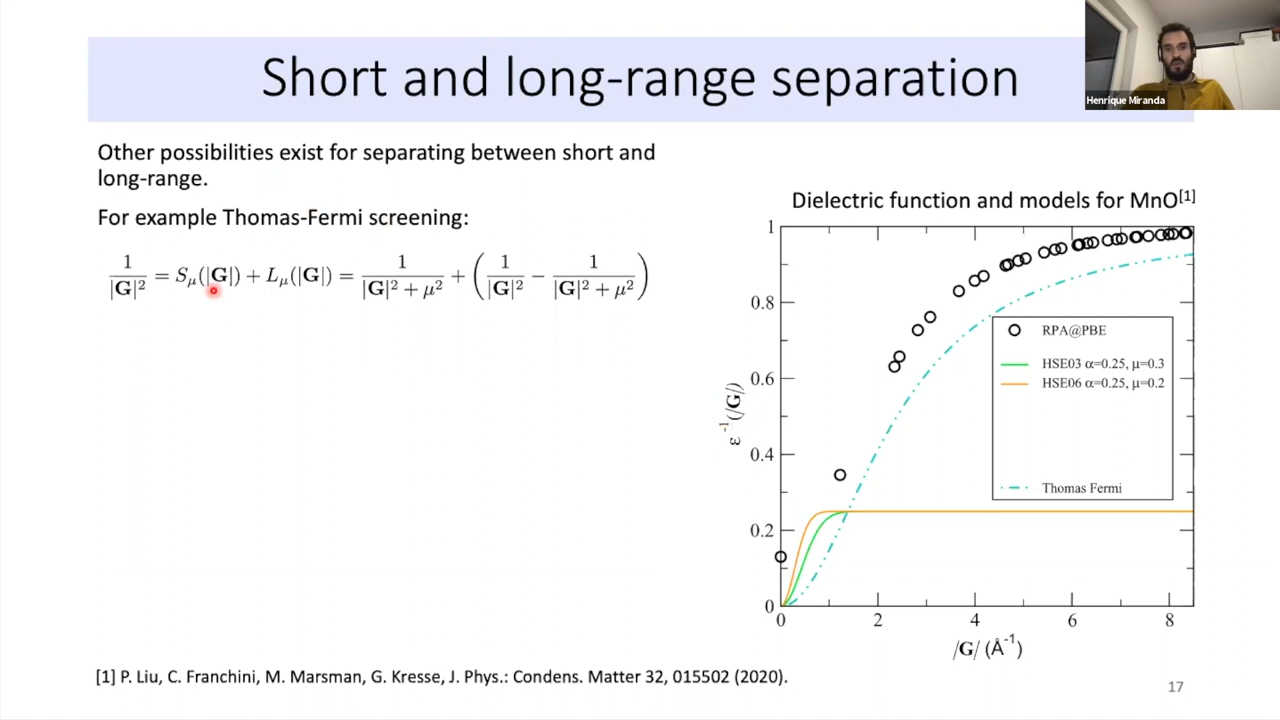 Short and long-range separation
Henrique Miranda
Other possibilities exist for separating between short and
long-range.
For example Thomas-Fermi screening:
1/|G|² = Sμ(|G|) + Lμ(|G|) = 1/(|G|² + μ²) + (1/|G|² − 1/(|G|² + μ²))
Dielectric function and models for MnO[1]
1
0.8
0.6
0.4
0.2
0
ε⁻¹(/G/)
RPA@PBE
HSE03 α=0.25, μ=0.3
HSE06 α=0.25, μ=0.2
Thomas Fermi
0 2 4 6 8
/G/ (Å⁻¹)
[1] P. Liu, C. Franchini, M. Marsman, G. Kresse, J. Phys.: Condens. Matter 32, 015502 (2020).
17